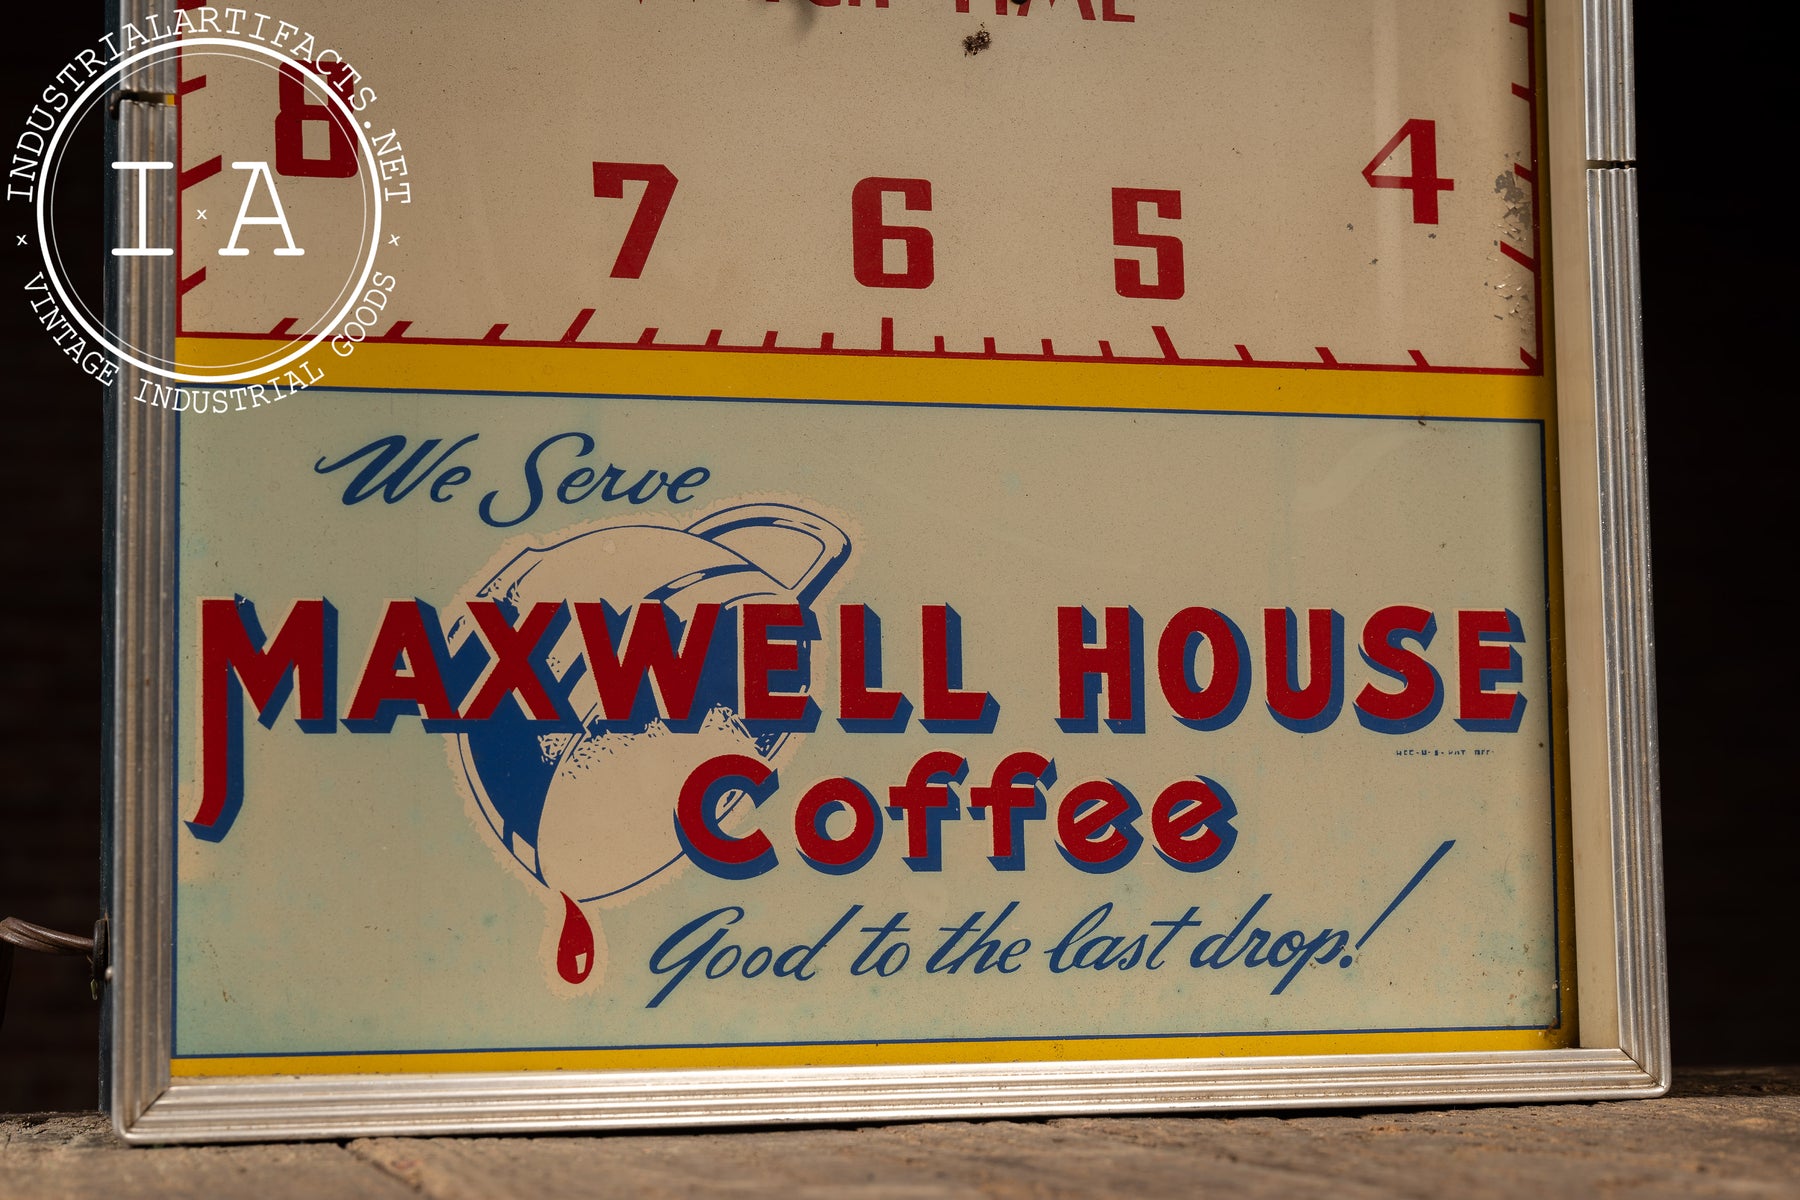 INDUSTRIALARTIFACTS.NET
I x A
x x
VINTAGE INDUSTRIAL GOODS
TIME
8 7 6 5 4
We Serve
MAXWELL HOUSE
Coffee
Good to the last drop!